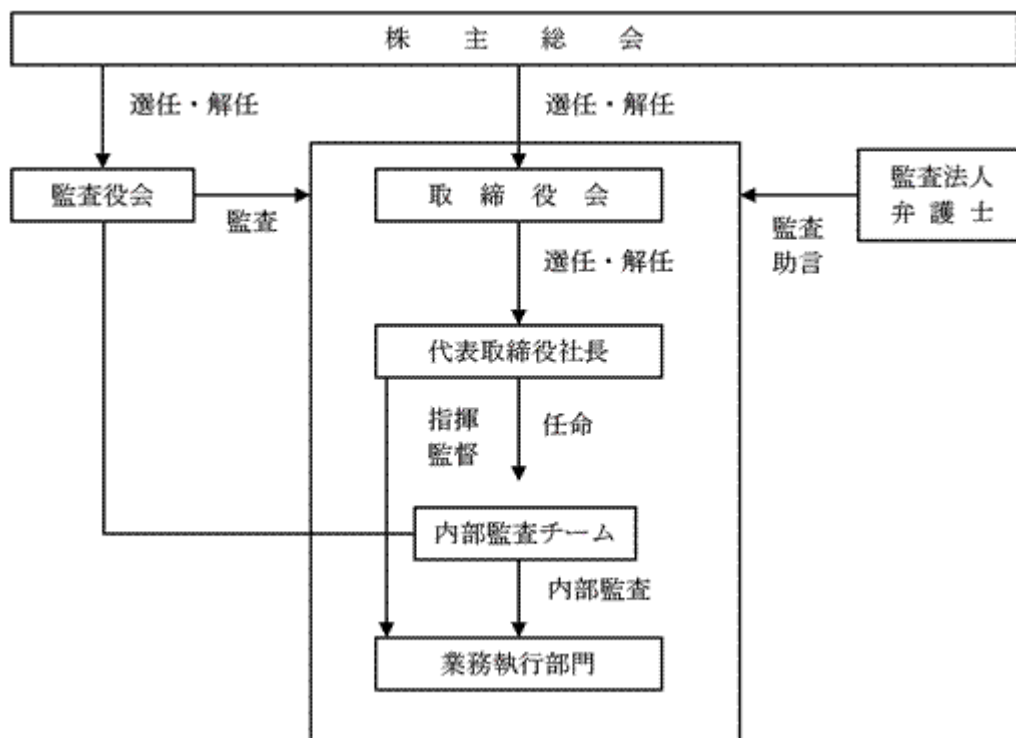 株主総会
選任・解任
選任・解任
監査役会
監査
取締役会
監査法人
弁護士
監査
助言
選任・解任
代表取締役社長
指揮
監督
任命
内部監査チーム
内部監査
業務執行部門